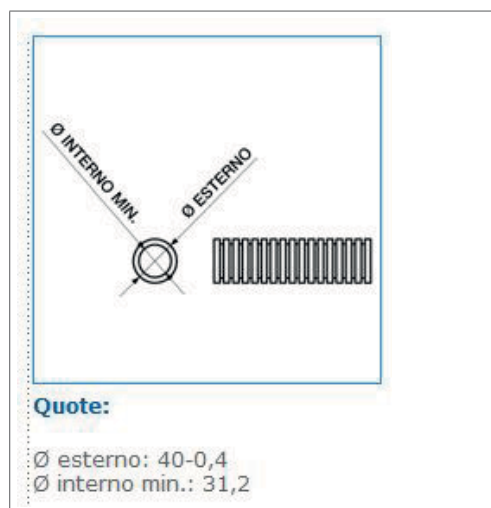 Ø INTERNO MIN.
Ø ESTERNO
Quote:
Ø esterno: 40-0,4
Ø interno min.: 31,2